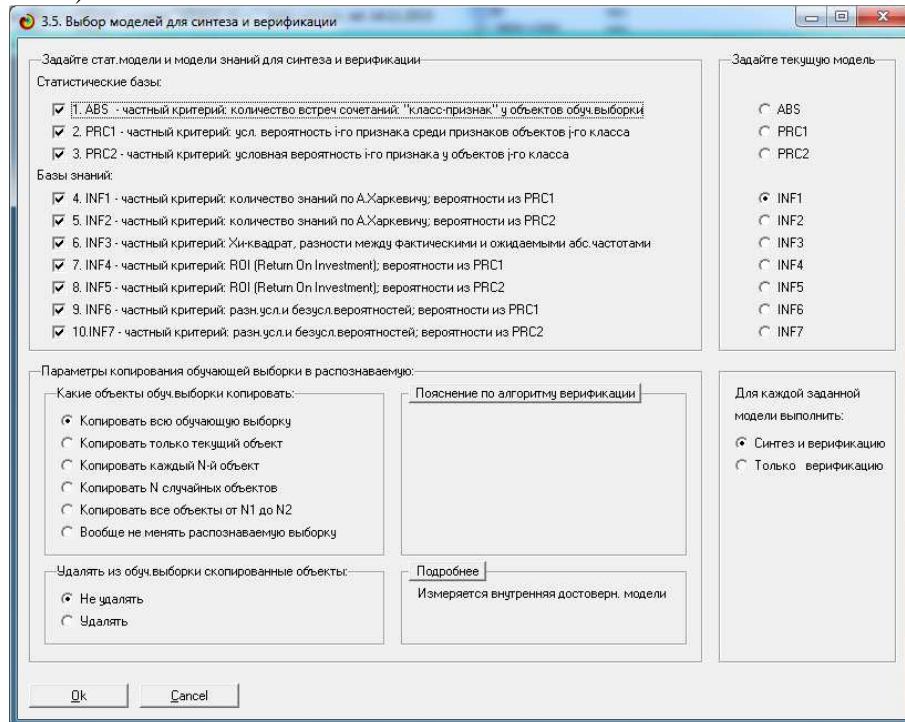 3.5. Выбор моделей для синтеза и верификации
Задайте стат.модели и модели знаний для синтеза и верификации
Статистические базы:
1. ABS - частный критерий: количество встреч сочетаний: "класс-признак" у объектов обуч.выборки
2. PRC1 - частный критерий: усл. вероятность i-го признака среди признаков объектов j-го класса
3. PRC2 - частный критерий: условная вероятность i-го признака у объектов j-го класса
Базы знаний:
4. INF1 - частный критерий: количество знаний по А.Харкевичу; вероятности из PRC1
5. INF2 - частный критерий: количество знаний по А.Харкевичу; вероятности из PRC2
6. INF3 - частный критерий: Хи-квадрат, разности между фактическими и ожидаемыми абс.частотами
7. INF4 - частный критерий: ROI (Return On Investment); вероятности из PRC1
8. INF5 - частный критерий: ROI (Return On Investment); вероятности из PRC2
9. INF6 - частный критерий: разн.усл.и безусл.вероятностей; вероятности из PRC1
10.INF7 - частный критерий: разн.усл.и безусл.вероятностей; вероятности из PRC2
Задайте текущую модель
ABS
PRC1
PRC2
INF1
INF2
INF3
INF4
INF5
INF6
INF7
Параметры копирования обучающей выборки в распознаваемую:
Какие объекты обуч.выборки копировать:
Копировать всю обучающую выборку
Копировать только текущий объект
Копировать каждый N-й объект
Копировать N случайных объектов
Копировать все объекты от N1 до N2
Вообще не менять распознаваемую выборку
Пояснение по алгоритму верификации
Удалять из обуч.выборки скопированные объекты:
Не удалять
Удалять
Подробнее
Измеряется внутренняя достоверн. модели
Для каждой заданной
модели выполнить:
Синтез и верификацию
Только верификацию
Ok
Cancel